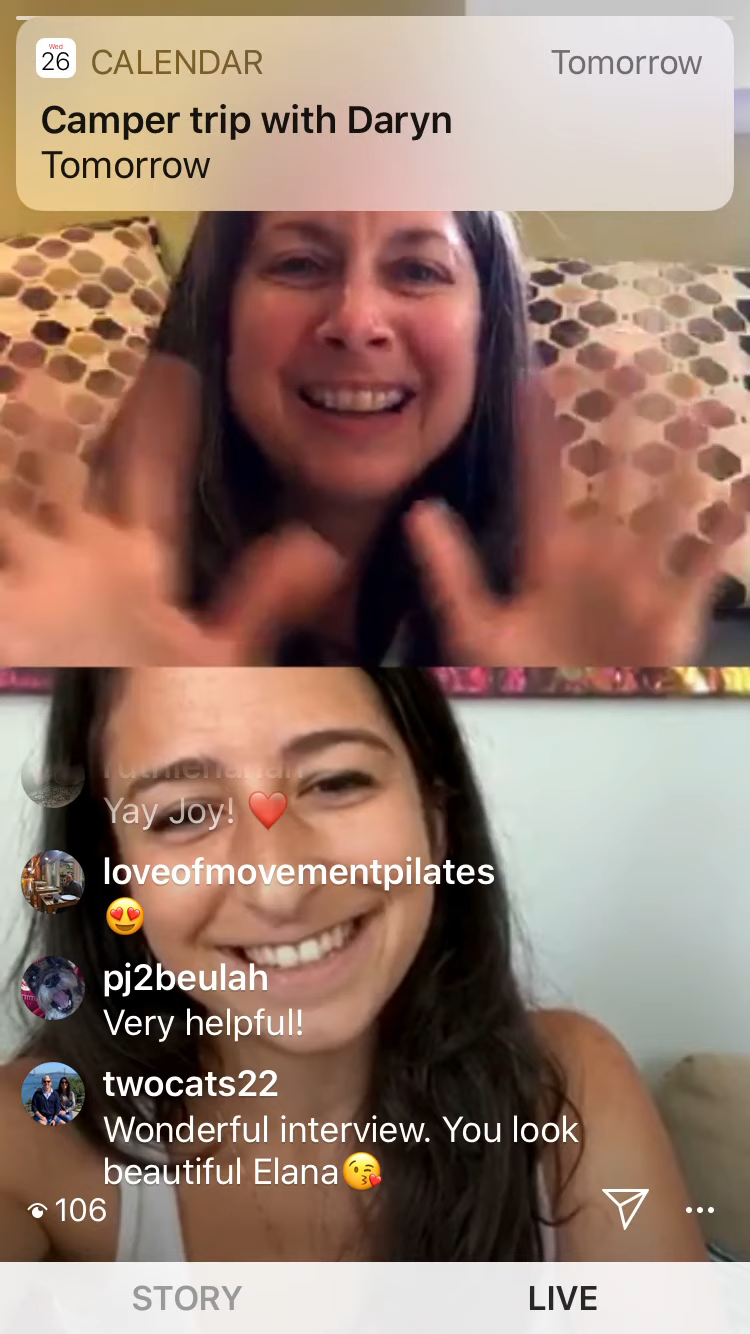 Wed
26
CALENDAR
Tomorrow
Camper trip with Daryn
Tomorrow
Yay Joy! ❤️
loveofmovementpilates
😍
pj2beulah
Very helpful!
twocats22
Wonderful interview. You look
beautiful Elana😘
106
STORY
LIVE